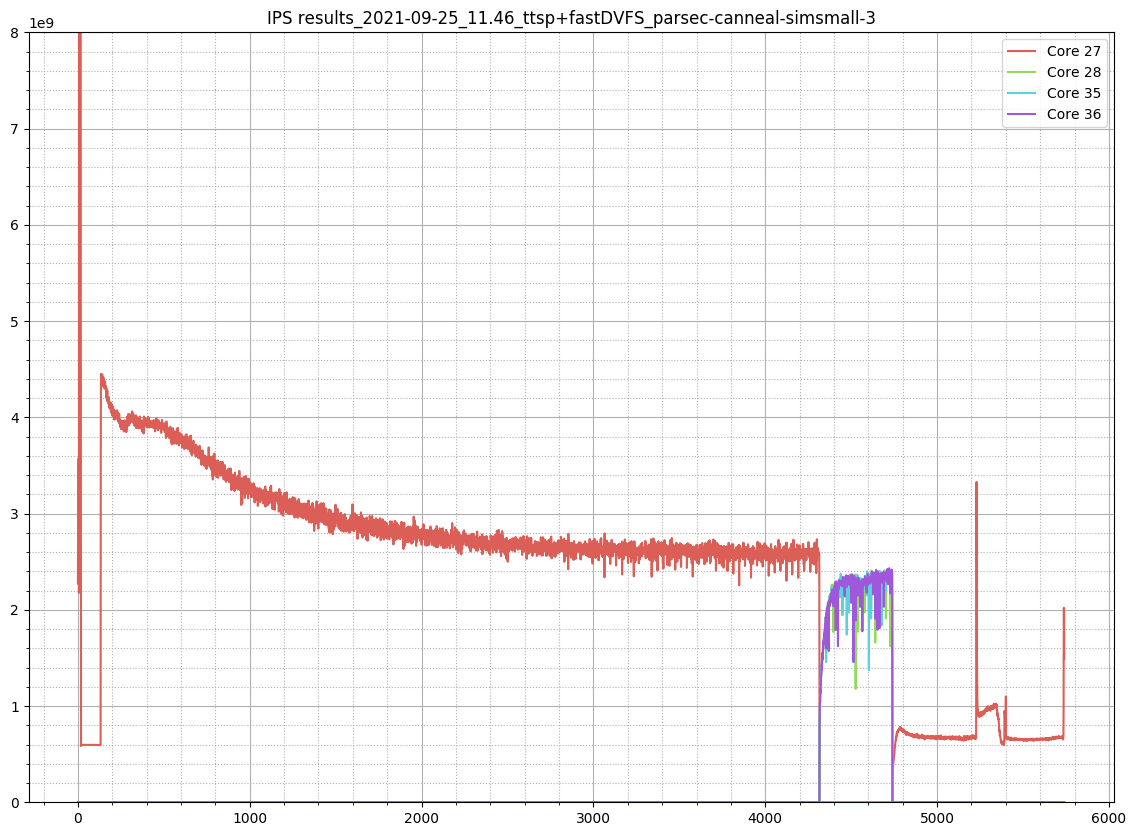 IPS results_2021-09-25_11.46_ttsp+fastDVFS_parsec-canneal-simsmall-3
1e9
8
7
6
5
4
3
2
1
0
Core 27
Core 28
Core 35
Core 36
0 1000 2000 3000 4000 5000 6000